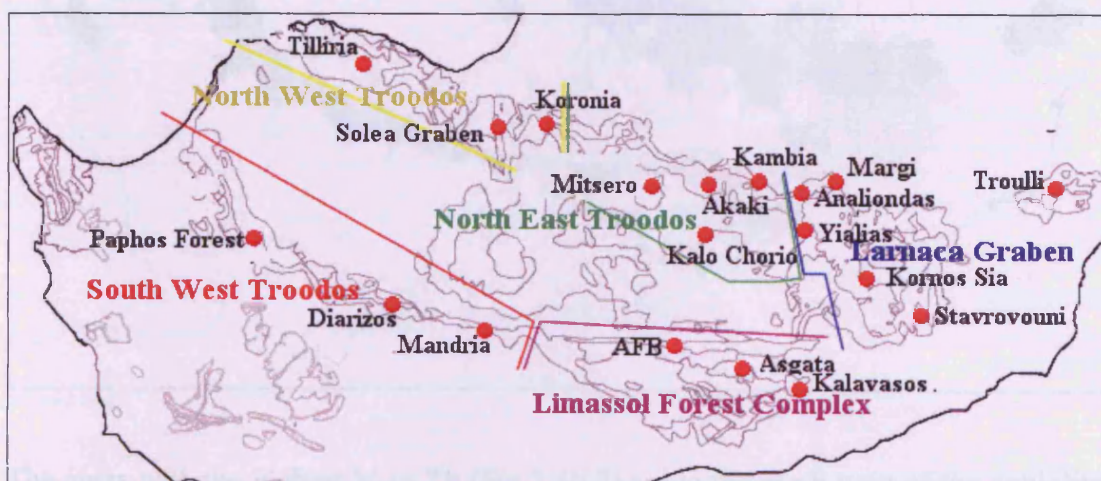 Tilliria
North West Troodos
Koronia
Solea Graben
Kambia
Margi
Mitsero
Akaki
Analiondas
Troulli
North East Troodos
Yialias
Paphos Forest
Kalo Chorio
Larnaca Graben
South West Troodos
Kornos Sia
Diarizos
Stavrovouni
Mandria
AFB
Asgata
Kalavasos
Limassol Forest Complex